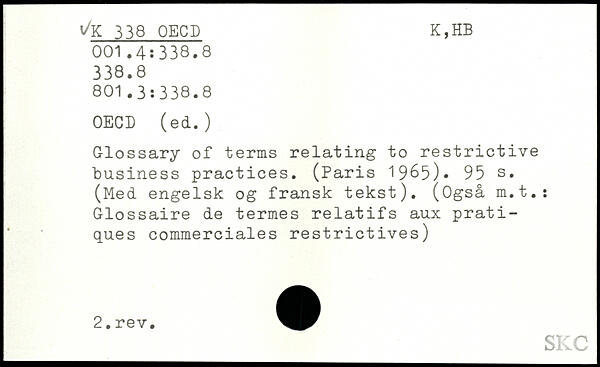 ✓K 338 OECD K,HB
001.4:338.8
338.8
801.3:338.8
OECD (ed.)
Glossary of terms relating to restrictive
business practices. (Paris 1965). 95 s.
(Med engelsk og fransk tekst). (Også m.t.:
Glossaire de termes relatifs aux prati-
ques commerciales restrictives)
2.rev.
SKC